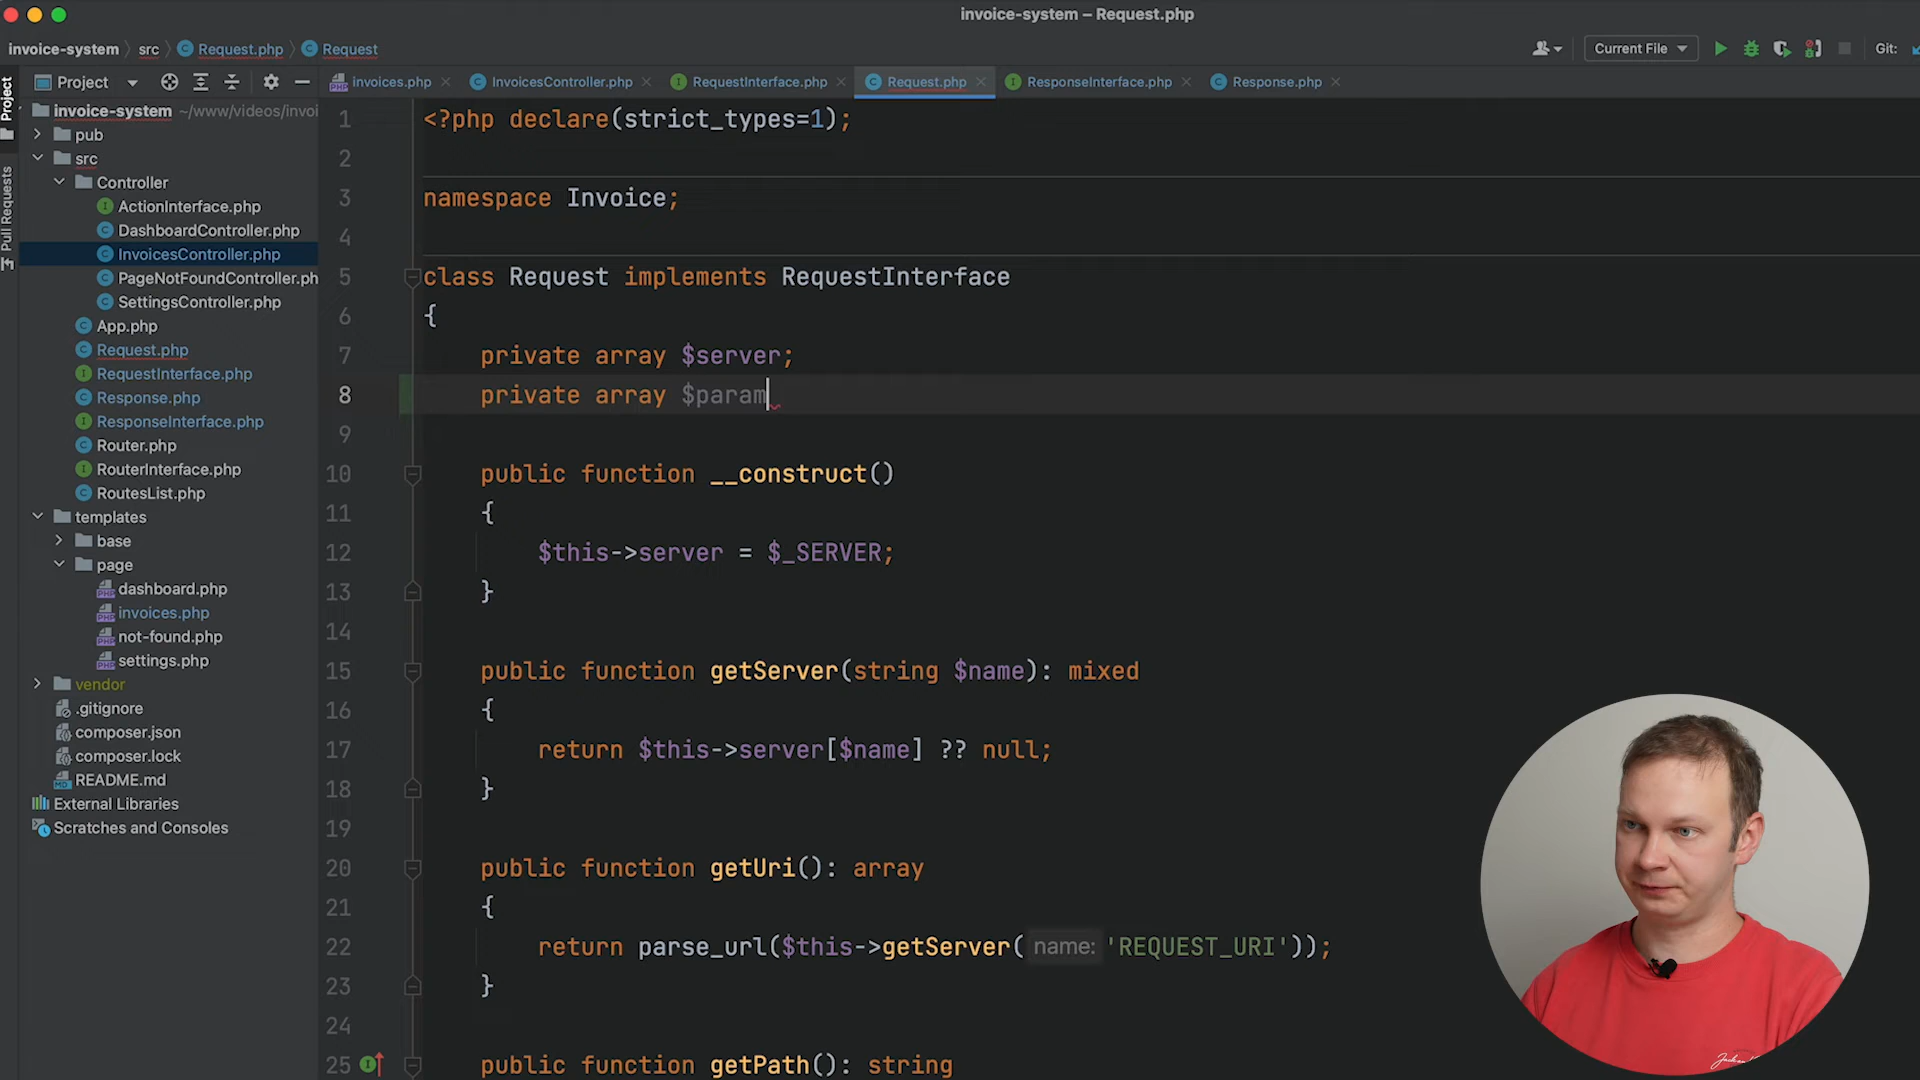 invoice-system – Request.php
invoice-system
src
Request.php
Request
Current File
Git:
Project
Project
Pull Requests
invoices.php
InvoicesController.php
RequestInterface.php
Request.php
ResponseInterface.php
Response.php
invoice-system ~/www/videos/invoi
pub
src
Controller
ActionInterface.php
DashboardController.php
InvoicesController.php
PageNotFoundController.ph
SettingsController.php
App.php
Request.php
RequestInterface.php
Response.php
ResponseInterface.php
Router.php
RouterInterface.php
RoutesList.php
templates
base
page
dashboard.php
invoices.php
not-found.php
settings.php
vendor
.gitignore
composer.json
composer.lock
README.md
External Libraries
Scratches and Consoles
1 <?php declare(strict_types=1);
2
3 namespace Invoice;
4
5 class Request implements RequestInterface
6 {
7 private array $server;
8 private array $param
9
10 public function __construct()
11 {
12 $this->server = $_SERVER;
13 }
14
15 public function getServer(string $name): mixed
16 {
17 return $this->server[$name] ?? null;
18 }
19
20 public function getUri(): array
21 {
22 return parse_url($this->getServer( name: 'REQUEST_URI'));
23 }
24
25 public function getPath(): string